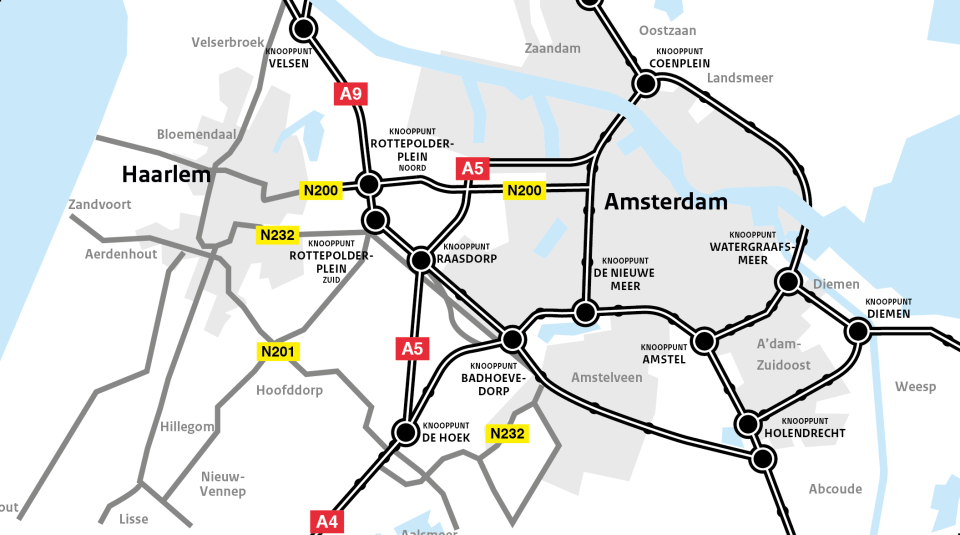 Oostzaan
Velserbroek
Zaandam
KNOOPPUNT
VELSEN
KNOOPPUNT
COENPLEIN
Landsmeer
A9
Bloemendaal
KNOOPPUNT
ROTTEPOLDER-
PLEIN
NOORD
A5
Haarlem
N200
N200
Zandvoort
Amsterdam
N232
Aerdenhout
KNOOPPUNT
ROTTEPOLDER-
PLEIN
ZUID
KNOOPPUNT
RAASDORP
KNOOPPUNT
WATERGRAAFS-
MEER
KNOOPPUNT
DE NIEUWE
MEER
Diemen
KNOOPPUNT
DIEMEN
N201
A5
KNOOPPUNT
AMSTEL
A'dam-
Zuidoost
KNOOPPUNT
BADHOEVE-
DORP
Amstelveen
Hoofddorp
Weesp
Hillegom
KNOOPPUNT
DE HOEK
N232
KNOOPPUNT
HOLENDRECHT
Nieuw-
Vennep
Abcoude
out
Lisse
A4
Aalsmeer